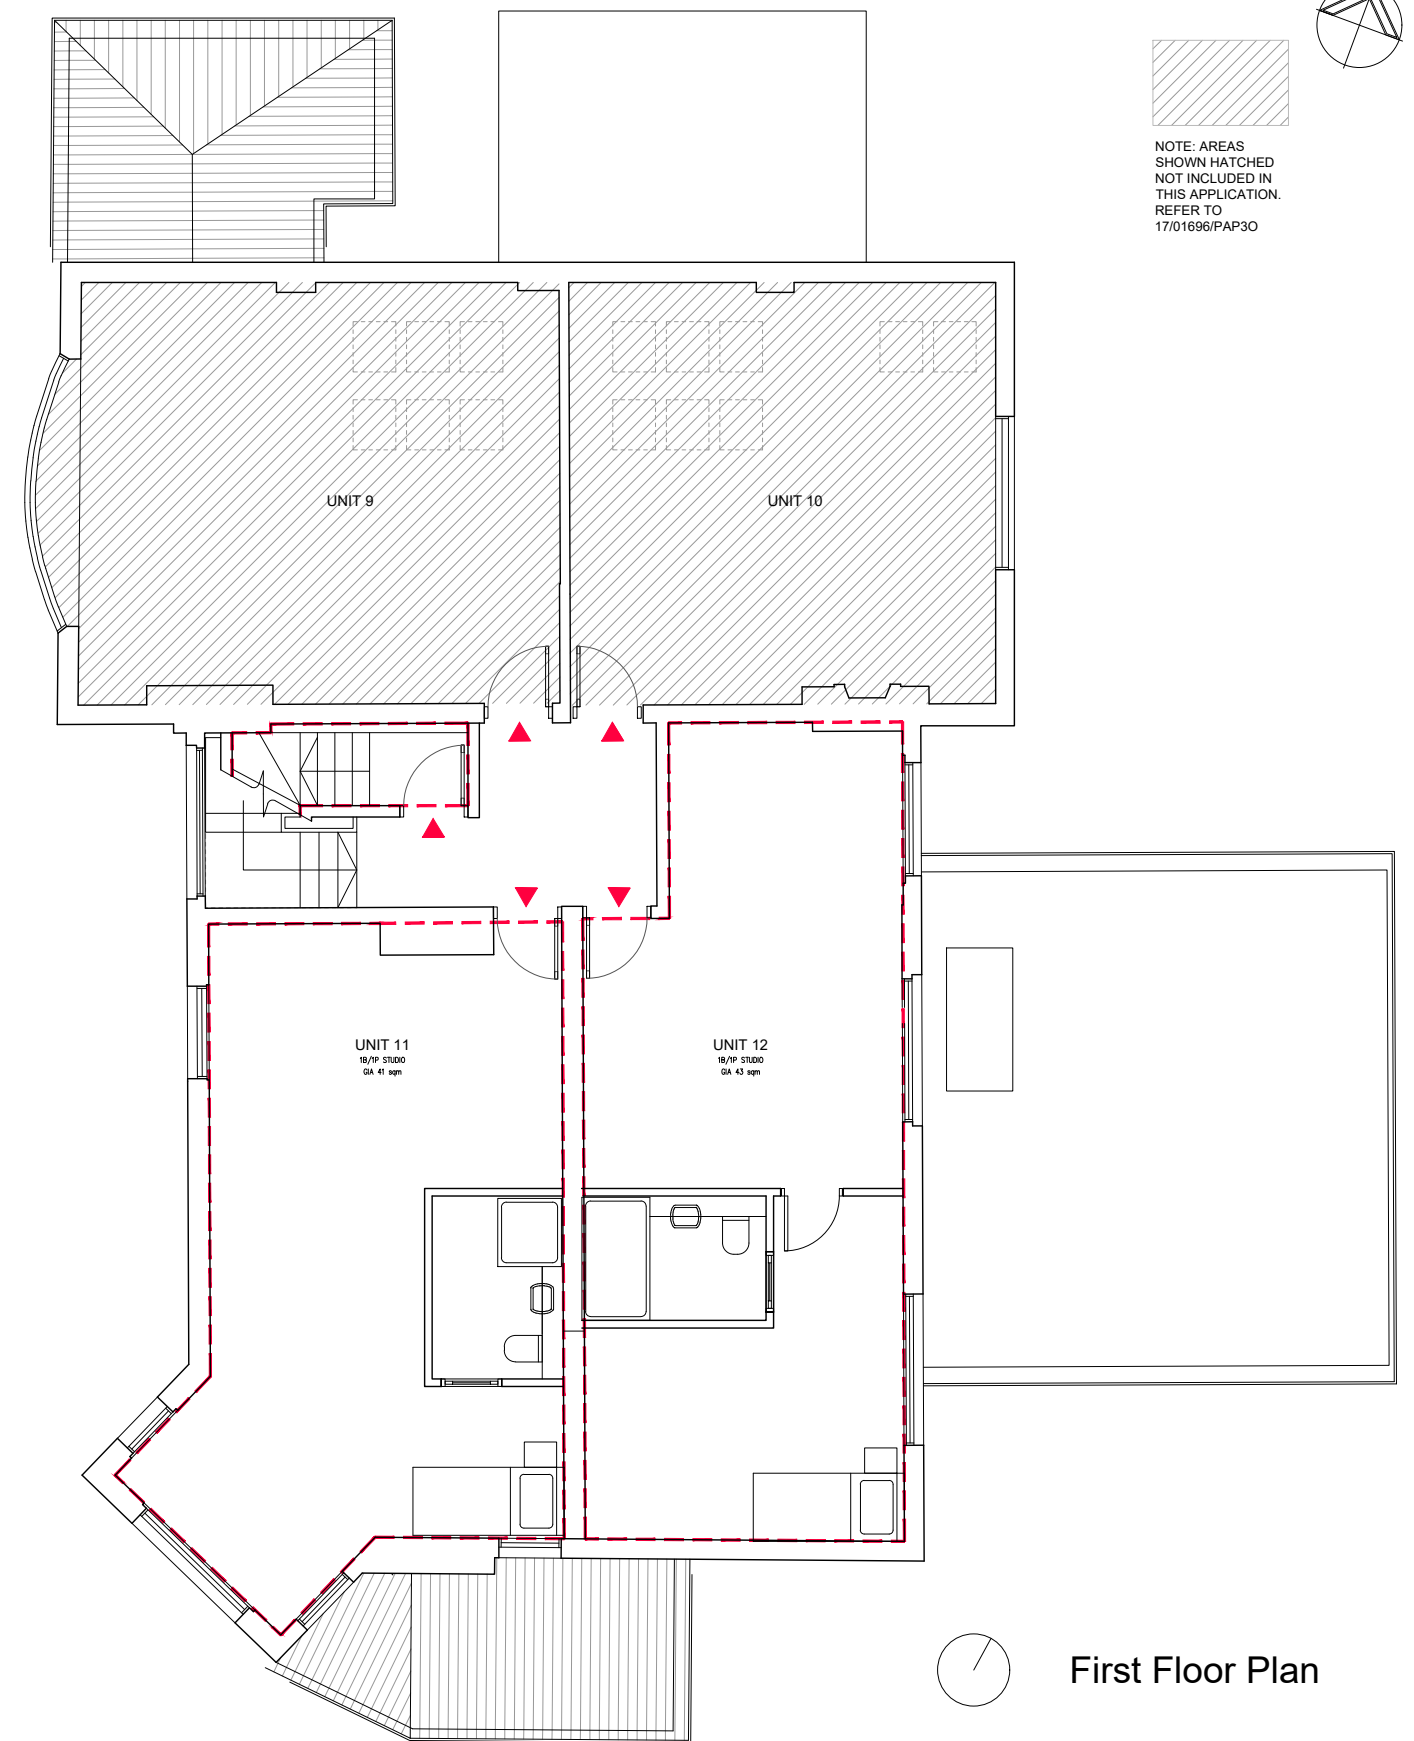 NOTE: AREAS
SHOWN HATCHED
NOT INCLUDED IN
THIS APPLICATION.
REFER TO
17/01696/PAP3O
UNIT 9
UNIT 10
UNIT 11
1B/1P STUDIO
GIA 41 sqm
UNIT 12
1B/1P STUDIO
GIA 43 sqm
First Floor Plan